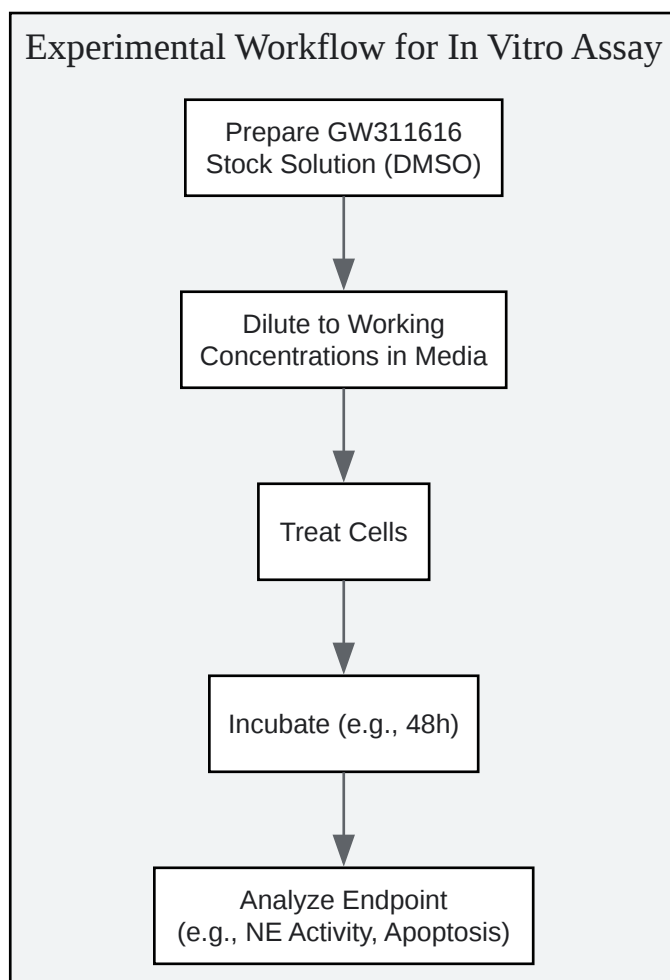 Experimental Workflow for In Vitro Assay
Prepare GW311616
Stock Solution (DMSO)
Dilute to Working
Concentrations in Media
Treat Cells
Incubate (e.g., 48h)
Analyze Endpoint
(e.g., NE Activity, Apoptosis)